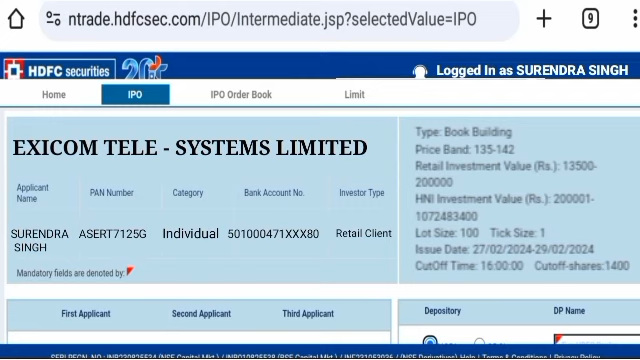 ntrade.hdfcsec.com/IPO/Intermediate.jsp?selectedValue=IPO
9
HDFC securities
Logged In as SURENDRA SINGH
Home IPO IPO Order Book Limit
EXICOM TELE - SYSTEMS LIMITED
Applicant Name PAN Number Category Bank Account No. Investor Type
SURENDRA SINGH ASERT7125G Individual 501000471XXX80 Retail Client
Mandatory fields are denoted by:
Type: Book Building
Price Band: 135-142
Retail Investment Value (Rs.): 13500-
200000
HNI Investment Value (Rs.): 200001-
1072483400
Lot Size: 100 Tick Size: 1
Issue Date: 27/02/2024-29/02/2024
CutOff Time: 16:00:00 Cutoff-shares:1400
First Applicant Second Applicant Third Applicant
Depository DP Name